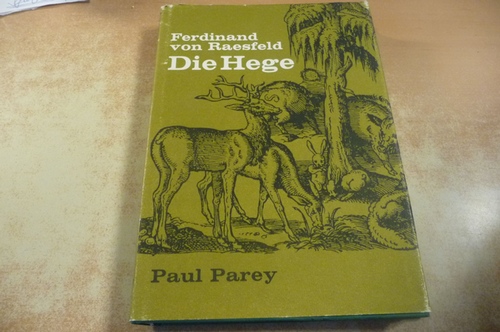 Ferdinand
von Raesfeld
Die Hege
Paul Parey